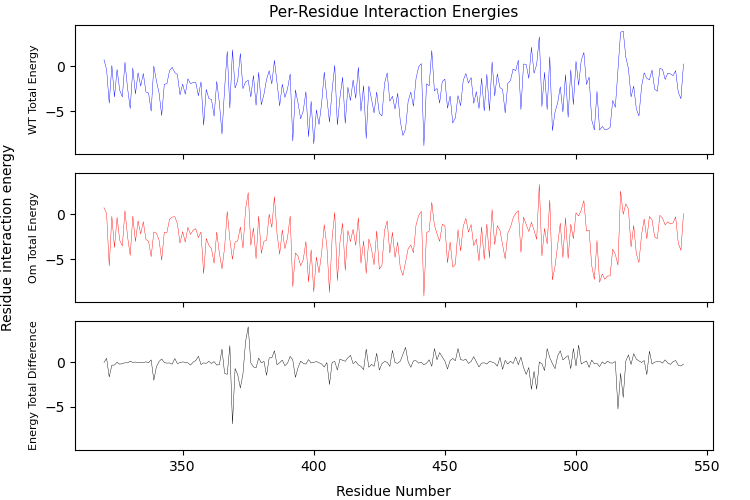 Per-Residue Interaction Energies
Residue interaction energy
WT Total Energy
0
−5
Om Total Energy
0
−5
Energy Total Difference
0
−5
350
400
450
500
550
Residue Number